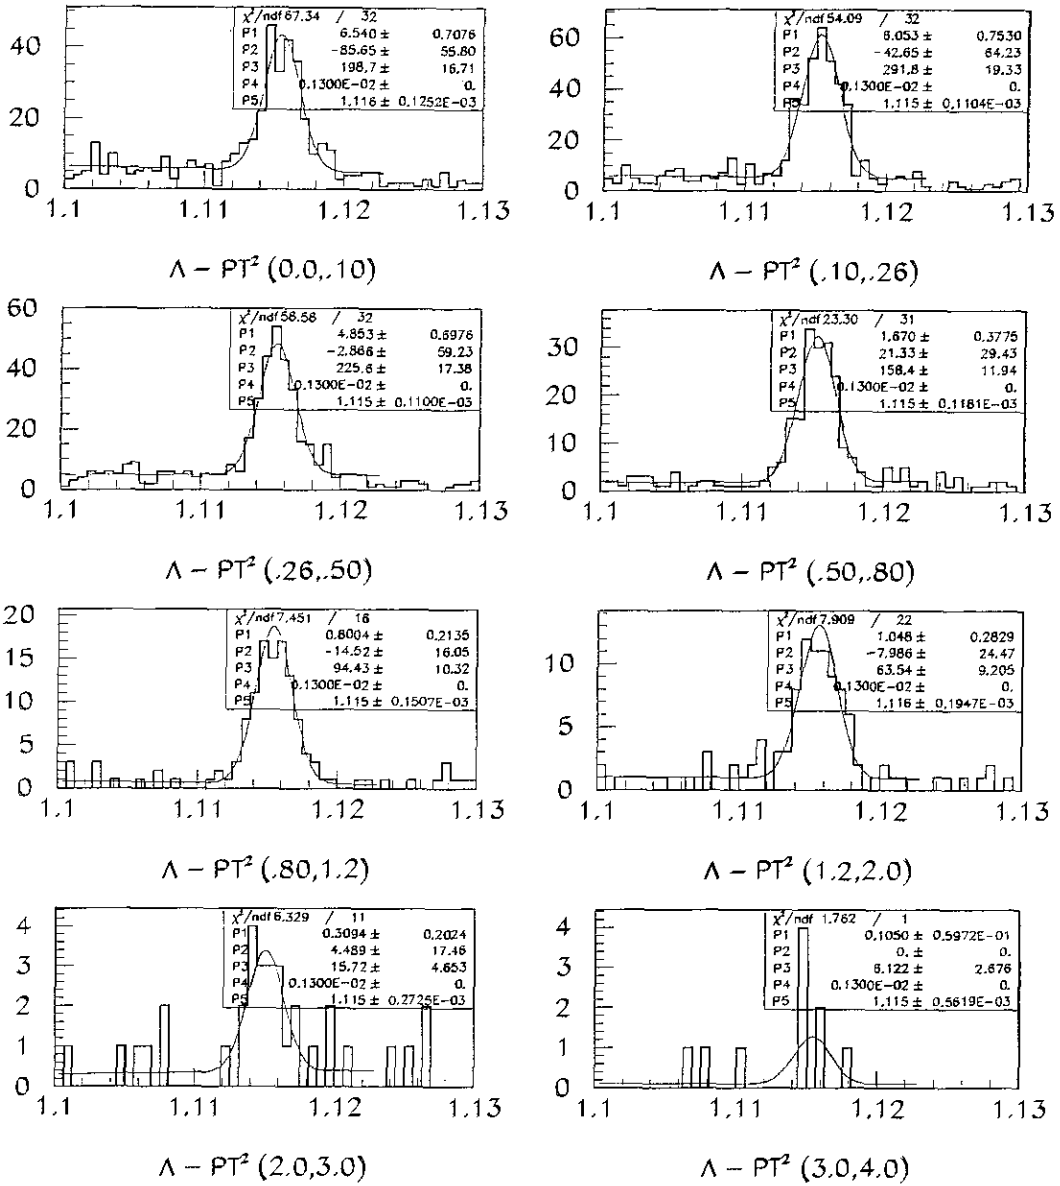 χ²/ndf 67.34 / 32
P1 6.540 ± 0.7076
P2 -85.65 ± 55.80
P3 198.7 ± 16.71
P4 0.1300E-02 ± 0.
P5 1.116 ± 0.1252E-03
40
20
0
1.1 1.11 1.12 1.13
Λ – PT² (0.0,.10)
χ²/ndf 54.09 / 32
P1 6.053 ± 0.7530
P2 -42.65 ± 64.23
P3 291.8 ± 19.33
P4 0.1300E-02 ± 0.
P5 1.115 ± 0.1104E-03
60
40
20
0
1.1 1.11 1.12 1.13
Λ – PT² (.10,.26)
χ²/ndf 58.58 / 32
P1 4.853 ± 0.6976
P2 -2.866 ± 59.23
P3 225.6 ± 17.38
P4 0.1300E-02 ± 0.
P5 1.115 ± 0.1100E-03
60
40
20
0
1.1 1.11 1.12 1.13
Λ – PT² (.26,.50)
χ²/ndf 23.30 / 31
P1 1.670 ± 0.3775
P2 21.33 ± 29.43
P3 158.4 ± 11.94
P4 0.1300E-02 ± 0.
P5 1.115 ± 0.1181E-03
30
20
10
0
1.1 1.11 1.12 1.13
Λ – PT² (.50,.80)
χ²/ndf 7.451 / 16
P1 0.8004 ± 0.2135
P2 -14.52 ± 16.05
P3 94.43 ± 10.32
P4 0.1300E-02 ± 0.
P5 1.115 ± 0.1507E-03
20
15
10
5
0
1.1 1.11 1.12 1.13
Λ – PT² (.80,1.2)
χ²/ndf 7.909 / 22
P1 1.048 ± 0.2829
P2 -7.986 ± 24.47
P3 63.54 ± 9.205
P4 0.1300E-02 ± 0.
P5 1.116 ± 0.1947E-03
10
5
0
1.1 1.11 1.12 1.13
Λ – PT² (1.2,2.0)
χ²/ndf 6.329 / 11
P1 0.3094 ± 0.2024
P2 4.489 ± 17.46
P3 15.72 ± 4.653
P4 0.1300E-02 ± 0.
P5 1.115 ± 0.2725E-03
4
3
2
1
0
1.1 1.11 1.12 1.13
Λ – PT² (2.0,3.0)
χ²/ndf 1.762 / 1
P1 0.1050 ± 0.5972E-01
P2 0. ± 0.
P3 6.122 ± 2.676
P4 0.1300E-02 ± 0.
P5 1.115 ± 0.5619E-03
4
3
2
1
0
1.1 1.11 1.12 1.13
Λ – PT² (3.0,4.0)